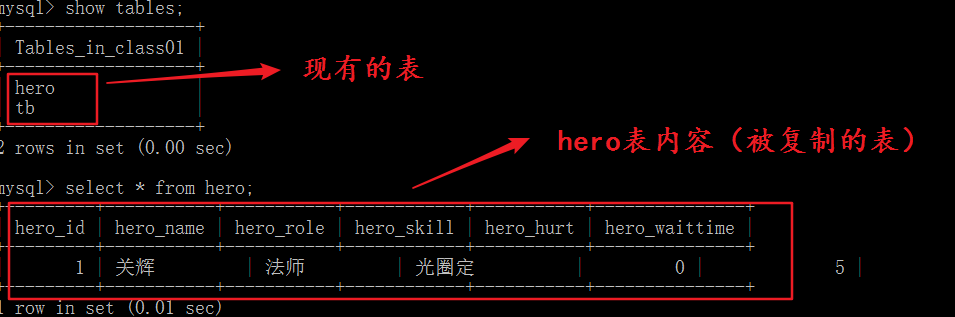 mysql> show tables;
+-------------------+
| Tables_in_class01 |
+-------------------+
| hero              |
| tb                |
+-------------------+
现有的表
2 rows in set (0.00 sec)
hero表内容（被复制的表）
mysql> select * from hero;
+---------+-----------+-----------+------------+-----------+---------------+
| hero_id | hero_name | hero_role | hero_skill | hero_hurt | hero_waittime |
+---------+-----------+-----------+------------+-----------+---------------+
|       1 | 关辉      | 法师      | 光圈定     |         0 |             5 |
+---------+-----------+-----------+------------+-----------+---------------+
1 row in set (0.01 sec)